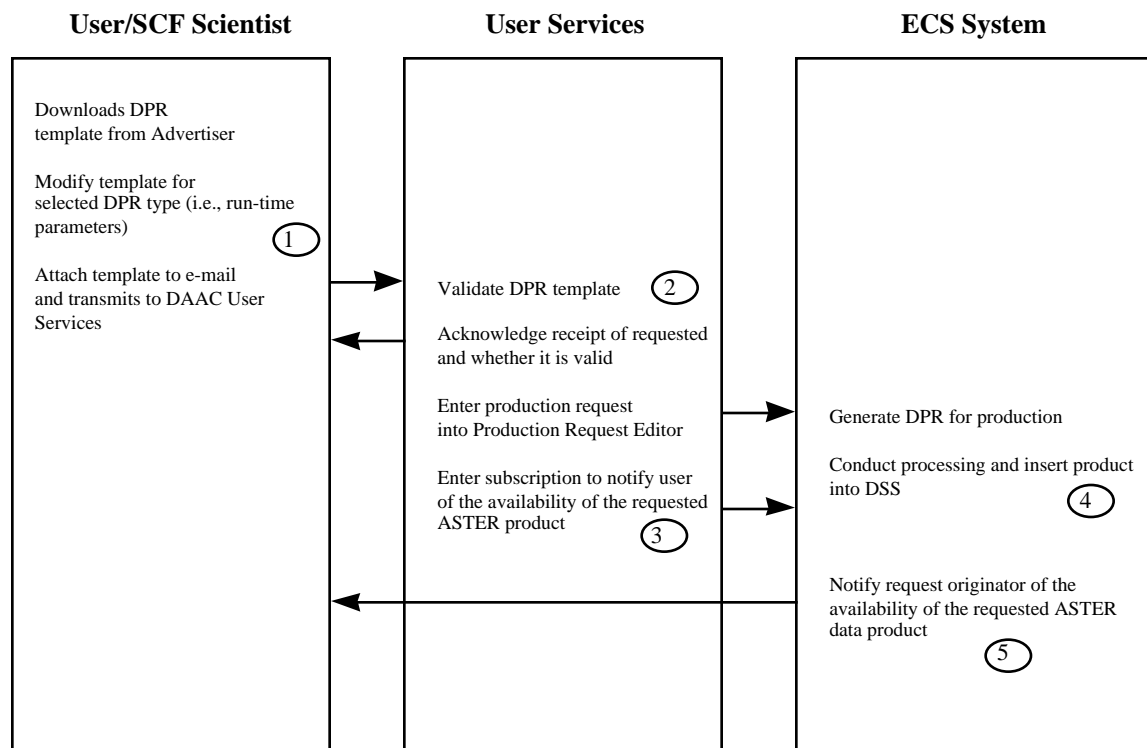 User/SCF Scientist
User Services
ECS System
Downloads DPR
template from Advertiser
Modify template for
selected DPR type (i.e., run-time
parameters)
1
Attach template to e-mail
and transmits to DAAC User
Services
Validate DPR template
2
Acknowledge receipt of requested
and whether it is valid
Enter production request
into Production Request Editor
Enter subscription to notify user
of the availability of the requested
ASTER product
3
Generate DPR for production
Conduct processing and insert product
into DSS
4
Notify request originator of the
availability of the requested ASTER
data product
5